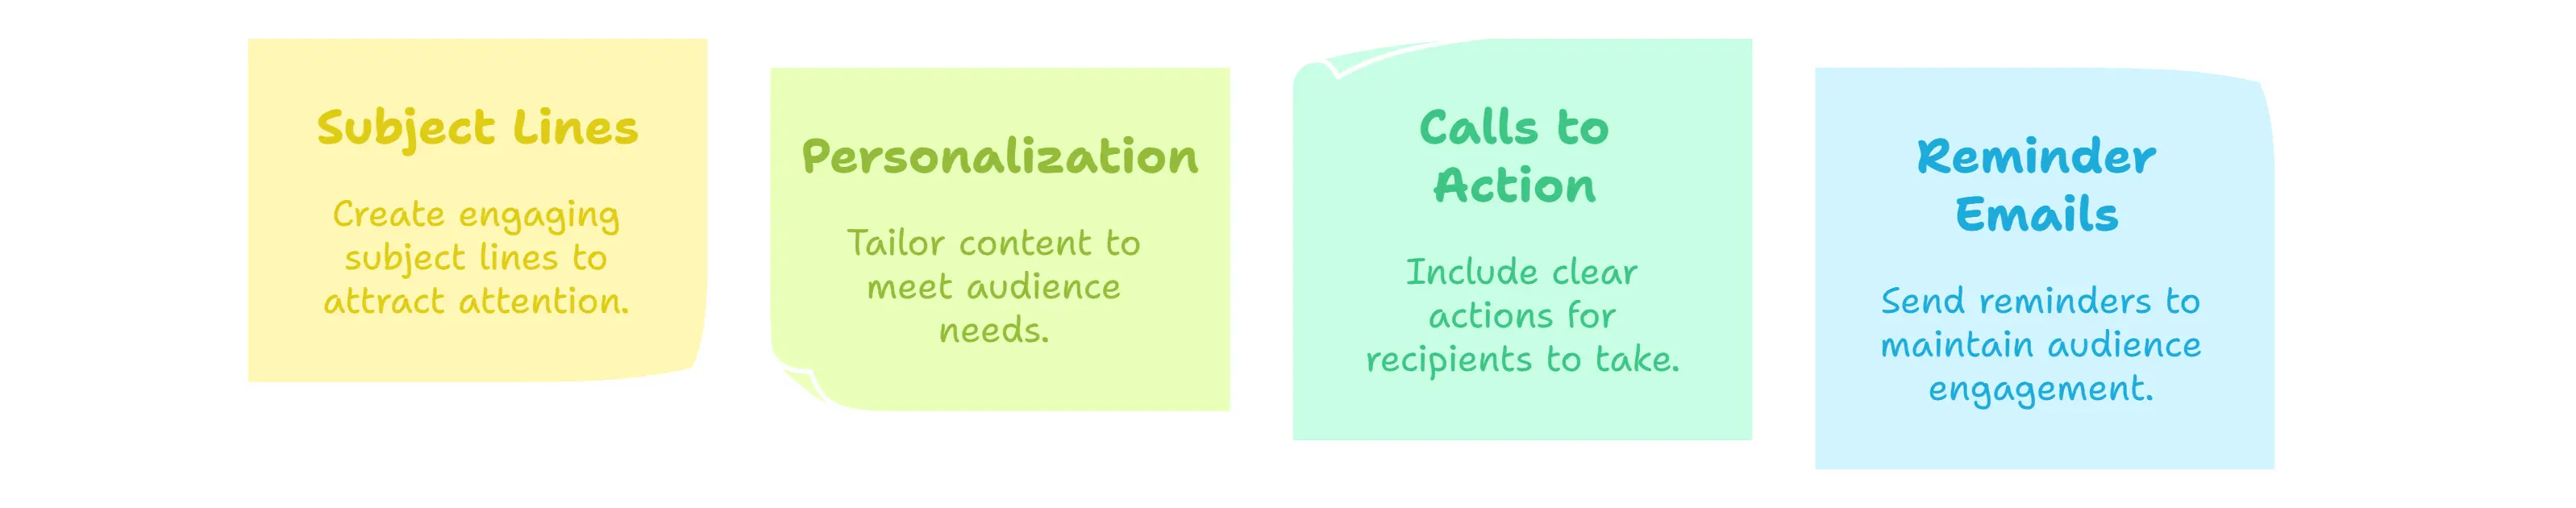 Subject Lines
Create engaging
subject lines to
attract attention.
Personalization
Tailor content to
meet audience
needs.
Calls to
Action
Include clear
actions for
recipients to take.
Reminder
Emails
Send reminders to
maintain audience
engagement.